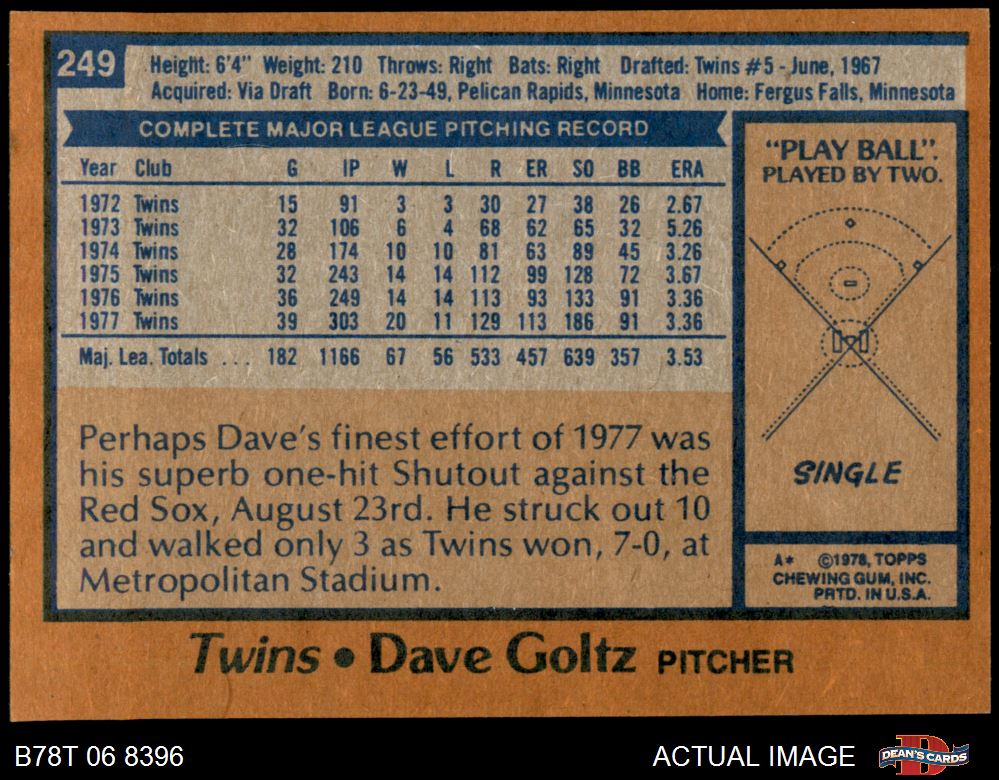 249
Height: 6'4" Weight: 210 Throws: Right Bats: Right Drafted: Twins #5 - June, 1967
Acquired: Via Draft Born: 6-23-49, Pelican Rapids, Minnesota Home: Fergus Falls, Minnesota
COMPLETE MAJOR LEAGUE PITCHING RECORD
Year Club G IP W L R ER SO BB ERA
1972 Twins 15 91 3 3 30 27 38 26 2.67
1973 Twins 32 106 6 4 68 62 65 32 5.26
1974 Twins 28 174 10 10 81 63 89 45 3.26
1975 Twins 32 243 14 14 112 99 128 72 3.67
1976 Twins 36 249 14 14 113 93 133 91 3.36
1977 Twins 39 303 20 11 129 113 186 91 3.36
Maj. Lea. Totals ... 182 1166 67 56 533 457 639 357 3.53
Perhaps Dave's finest effort of 1977 was
his superb one-hit Shutout against the
Red Sox, August 23rd. He struck out 10
and walked only 3 as Twins won, 7-0, at
Metropolitan Stadium.
"PLAY BALL".
PLAYED BY TWO.
SINGLE
A* ©1978, TOPPS
CHEWING GUM, INC.
PRTD. IN U.S.A.
Twins • Dave Goltz PITCHER
B78T 06 8396
ACTUAL IMAGE
DEAN'S CARDS